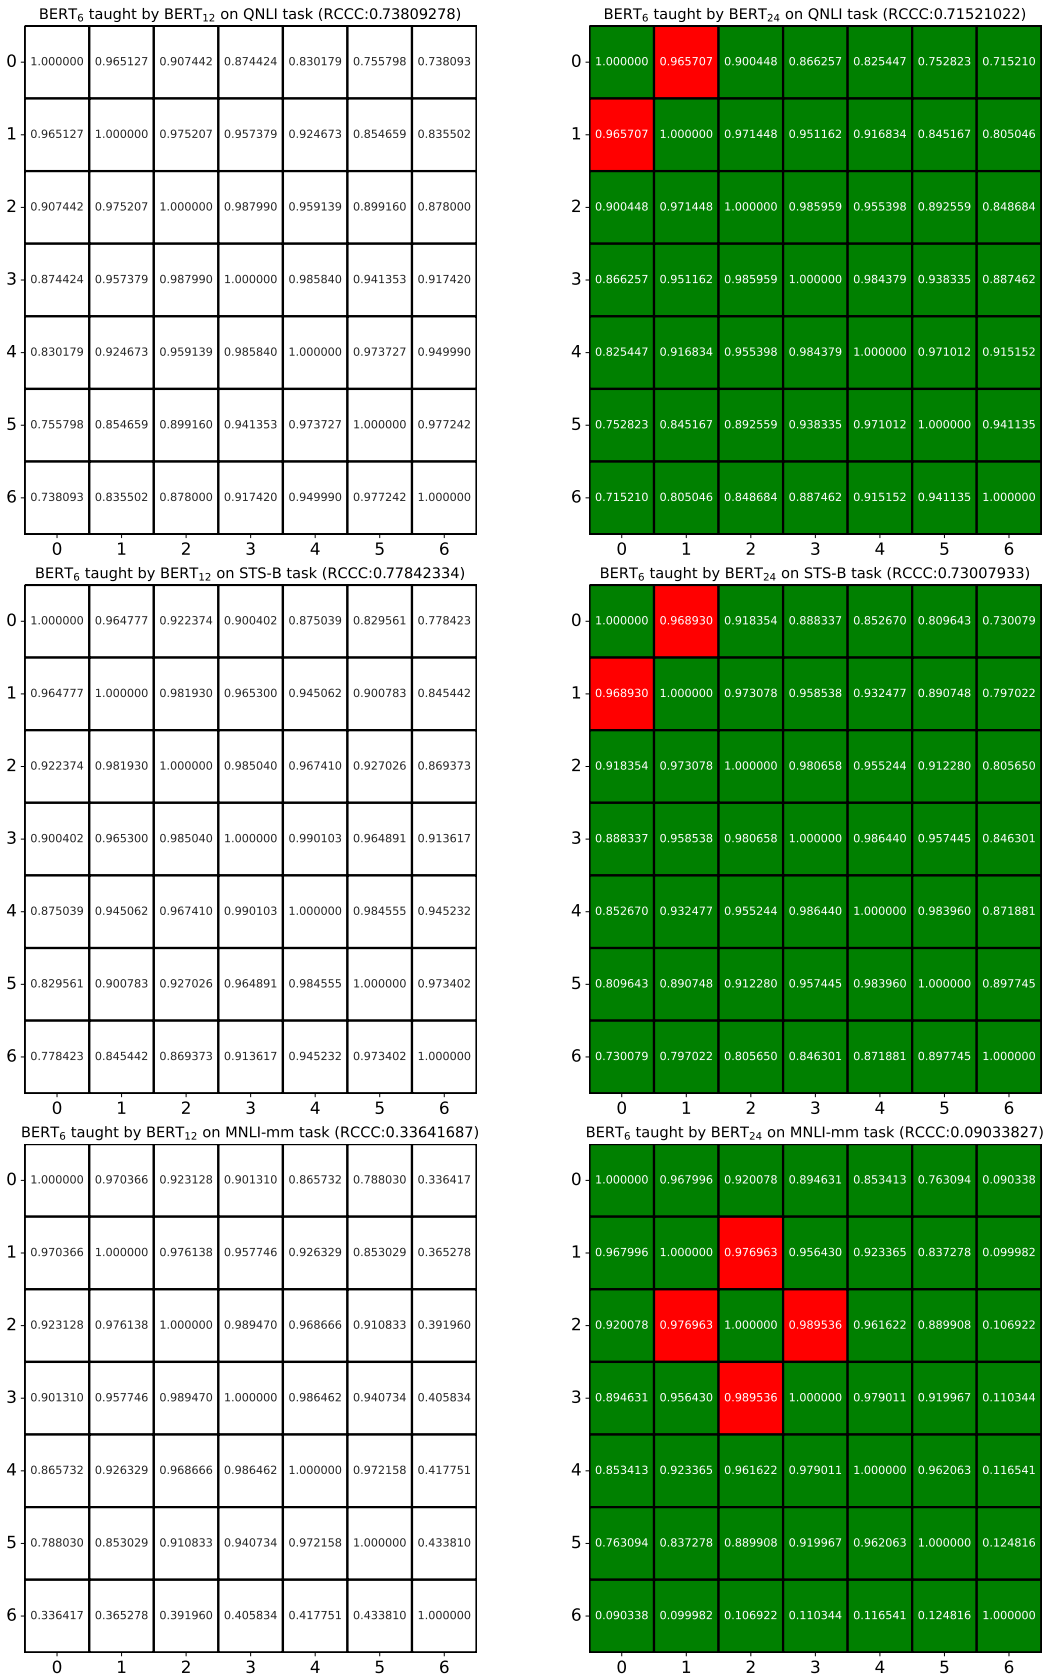 BERT₆ taught by BERT₁₂ on QNLI task (RCCC:0.73809278)
0 1.000000 0.965127 0.907442 0.874424 0.830179 0.755798 0.738093
1 0.965127 1.000000 0.975207 0.957379 0.924673 0.854659 0.835502
2 0.907442 0.975207 1.000000 0.987990 0.959139 0.899160 0.878000
3 0.874424 0.957379 0.987990 1.000000 0.985840 0.941353 0.917420
4 0.830179 0.924673 0.959139 0.985840 1.000000 0.973727 0.949990
5 0.755798 0.854659 0.899160 0.941353 0.973727 1.000000 0.977242
6 0.738093 0.835502 0.878000 0.917420 0.949990 0.977242 1.000000
0 1 2 3 4 5 6
BERT₆ taught by BERT₂₄ on QNLI task (RCCC:0.71521022)
0 1.000000 0.965707 0.900448 0.866257 0.825447 0.752823 0.715210
1 0.965707 1.000000 0.971448 0.951162 0.916834 0.845167 0.805046
2 0.900448 0.971448 1.000000 0.985959 0.955398 0.892559 0.848684
3 0.866257 0.951162 0.985959 1.000000 0.984379 0.938335 0.887462
4 0.825447 0.916834 0.955398 0.984379 1.000000 0.971012 0.915152
5 0.752823 0.845167 0.892559 0.938335 0.971012 1.000000 0.941135
6 0.715210 0.805046 0.848684 0.887462 0.915152 0.941135 1.000000
0 1 2 3 4 5 6
BERT₆ taught by BERT₁₂ on STS-B task (RCCC:0.77842334)
0 1.000000 0.964777 0.922374 0.900402 0.875039 0.829561 0.778423
1 0.964777 1.000000 0.981930 0.965300 0.945062 0.900783 0.845442
2 0.922374 0.981930 1.000000 0.985040 0.967410 0.927026 0.869373
3 0.900402 0.965300 0.985040 1.000000 0.990103 0.964891 0.913617
4 0.875039 0.945062 0.967410 0.990103 1.000000 0.984555 0.945232
5 0.829561 0.900783 0.927026 0.964891 0.984555 1.000000 0.973402
6 0.778423 0.845442 0.869373 0.913617 0.945232 0.973402 1.000000
0 1 2 3 4 5 6
BERT₆ taught by BERT₂₄ on STS-B task (RCCC:0.73007933)
0 1.000000 0.968930 0.918354 0.888337 0.852670 0.809643 0.730079
1 0.968930 1.000000 0.973078 0.958538 0.932477 0.890748 0.797022
2 0.918354 0.973078 1.000000 0.980658 0.955244 0.912280 0.805650
3 0.888337 0.958538 0.980658 1.000000 0.986440 0.957445 0.846301
4 0.852670 0.932477 0.955244 0.986440 1.000000 0.983960 0.871881
5 0.809643 0.890748 0.912280 0.957445 0.983960 1.000000 0.897745
6 0.730079 0.797022 0.805650 0.846301 0.871881 0.897745 1.000000
0 1 2 3 4 5 6
BERT₆ taught by BERT₁₂ on MNLI-mm task (RCCC:0.33641687)
0 1.000000 0.970366 0.923128 0.901310 0.865732 0.788030 0.336417
1 0.970366 1.000000 0.976138 0.957746 0.926329 0.853029 0.365278
2 0.923128 0.976138 1.000000 0.989470 0.968666 0.910833 0.391960
3 0.901310 0.957746 0.989470 1.000000 0.986462 0.940734 0.405834
4 0.865732 0.926329 0.968666 0.986462 1.000000 0.972158 0.417751
5 0.788030 0.853029 0.910833 0.940734 0.972158 1.000000 0.433810
6 0.336417 0.365278 0.391960 0.405834 0.417751 0.433810 1.000000
0 1 2 3 4 5 6
BERT₆ taught by BERT₂₄ on MNLI-mm task (RCCC:0.09033827)
0 1.000000 0.967996 0.920078 0.894631 0.853413 0.763094 0.090338
1 0.967996 1.000000 0.976963 0.956430 0.923365 0.837278 0.099982
2 0.920078 0.976963 1.000000 0.989536 0.961622 0.889908 0.106922
3 0.894631 0.956430 0.989536 1.000000 0.979011 0.919967 0.110344
4 0.853413 0.923365 0.961622 0.979011 1.000000 0.962063 0.116541
5 0.763094 0.837278 0.889908 0.919967 0.962063 1.000000 0.124816
6 0.090338 0.099982 0.106922 0.110344 0.116541 0.124816 1.000000
0 1 2 3 4 5 6